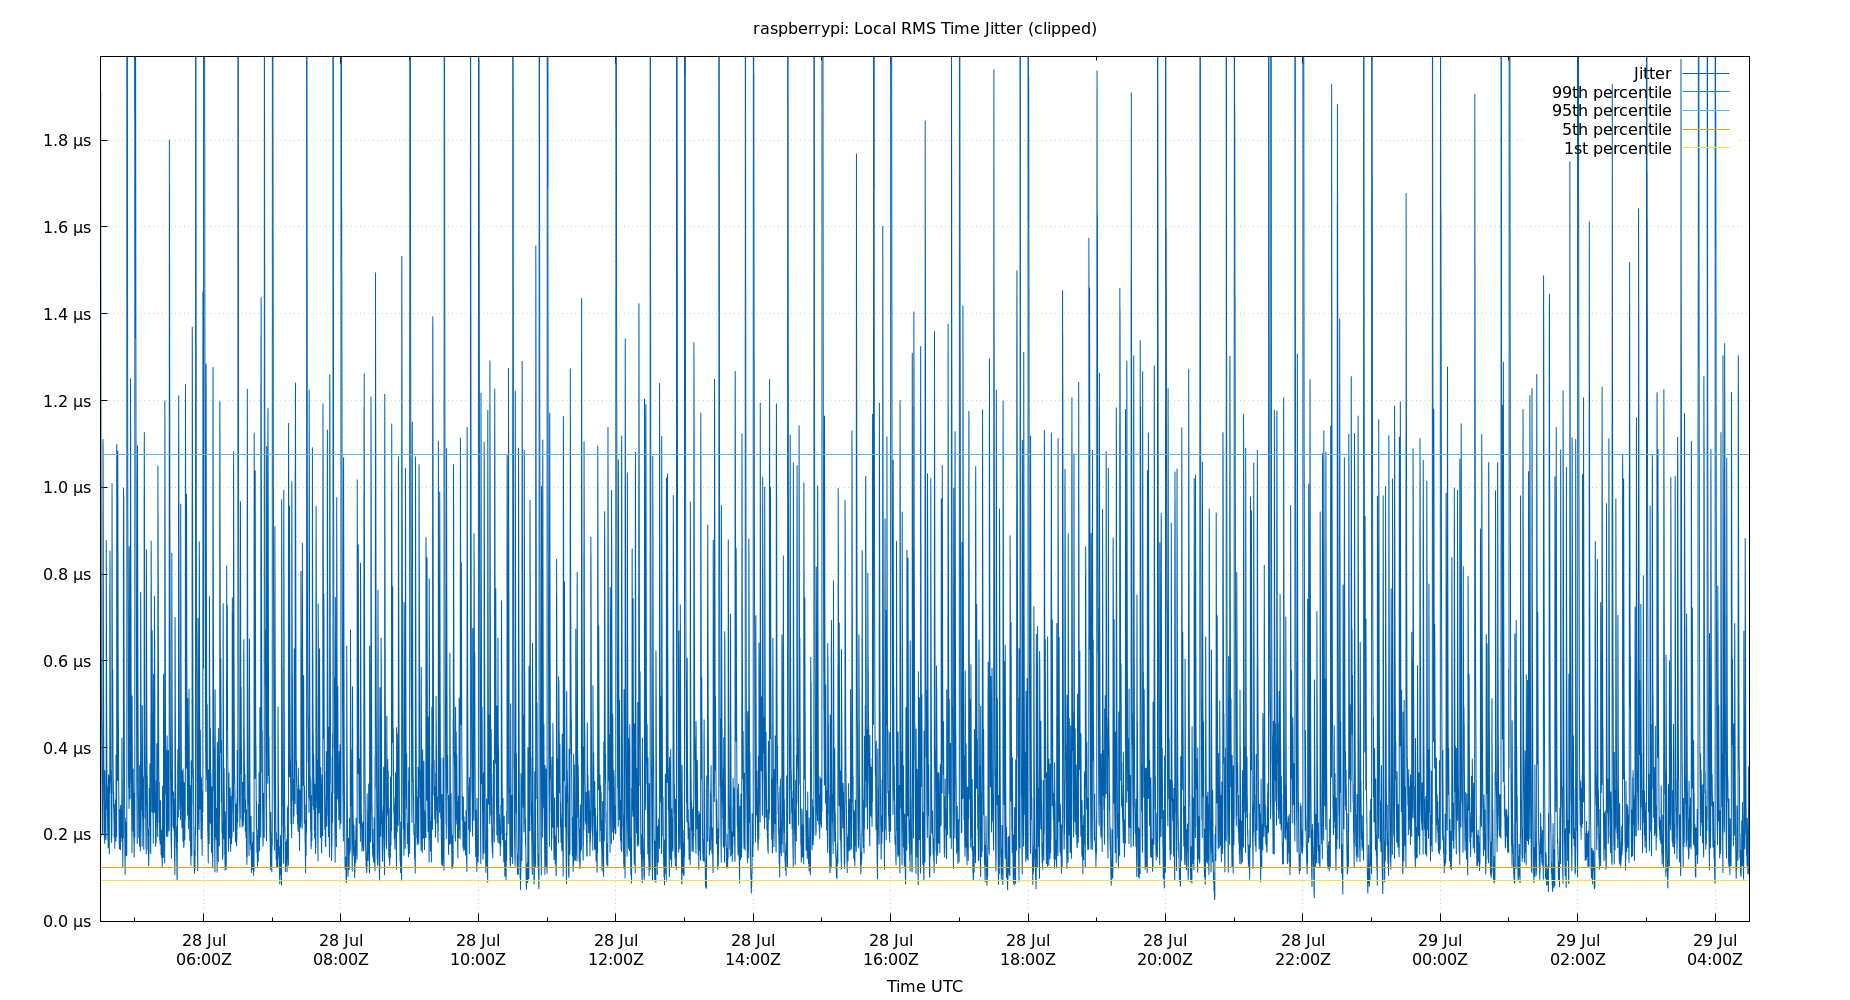 raspberrypi: Local RMS Time Jitter (clipped)
Jitter
99th percentile
95th percentile
5th percentile
1st percentile
1.8 μs
1.6 μs
1.4 μs
1.2 μs
1.0 μs
0.8 μs
0.6 μs
0.4 μs
0.2 μs
0.0 μs
28 Jul 28 Jul 28 Jul 28 Jul 28 Jul 28 Jul 28 Jul 28 Jul 28 Jul 29 Jul 29 Jul 29 Jul
06:00Z 08:00Z 10:00Z 12:00Z 14:00Z 16:00Z 18:00Z 20:00Z 22:00Z 00:00Z 02:00Z 04:00Z
Time UTC